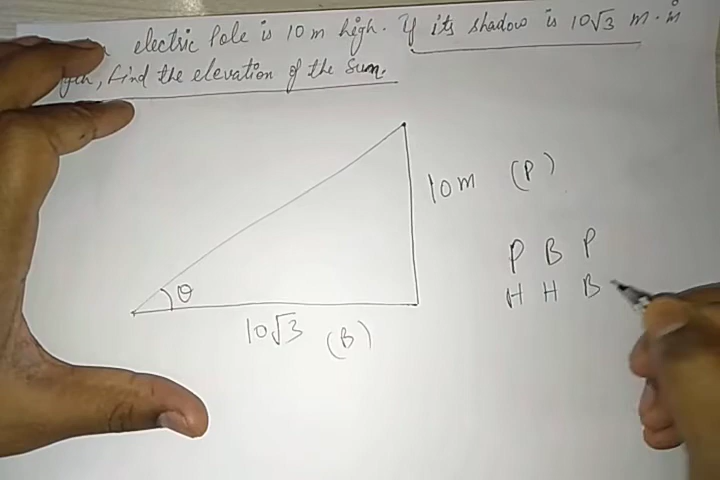 electric Pole is 10 m high. If its shadow is 10√3 m. in
find the elevation of the Sun.
10 m (P)
θ
10√3 (B)
P B P
H H B